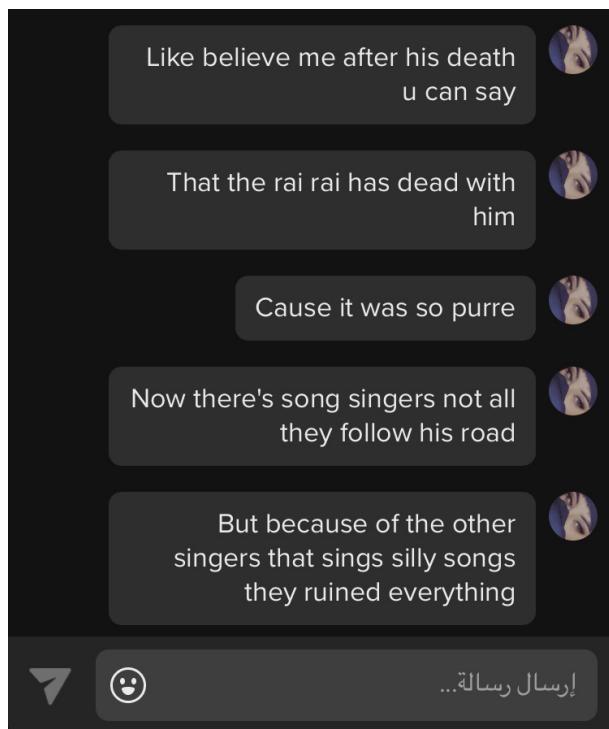 Like believe me after his death
u can say
That the rai rai has dead with
him
Cause it was so purre
Now there's song singers not all
they follow his road
But because of the other
singers that sings silly songs
they ruined everything
إرسال رسالة...